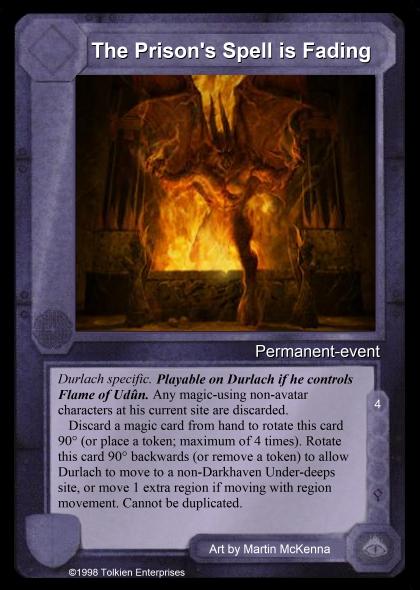 The Prison's Spell is Fading
Permanent-event
Durlach specific. Playable on Durlach if he controls
Flame of Udûn. Any magic-using non-avatar
characters at his current site are discarded.
Discard a magic card from hand to rotate this card
90° (or place a token; maximum of 4 times). Rotate
this card 90° backwards (or remove a token) to allow
Durlach to move to a non-Darkhaven Under-deeps
site, or move 1 extra region if moving with region
movement. Cannot be duplicated.
4
Art by Martin McKenna
©1998 Tolkien Enterprises